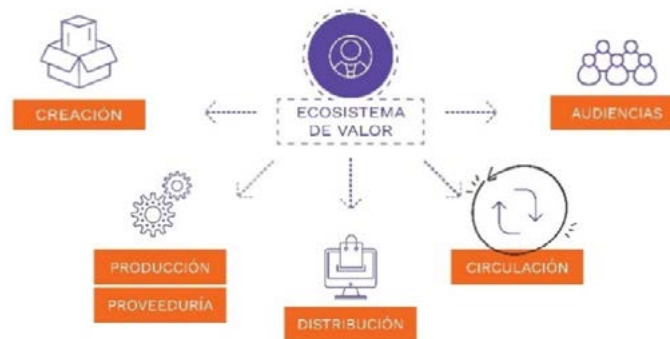 ECOSISTEMA
DE VALOR
CREACIÓN
AUDIENCIAS
PRODUCCIÓN
PROVEEDURÍA
DISTRIBUCIÓN
CIRCULACIÓN